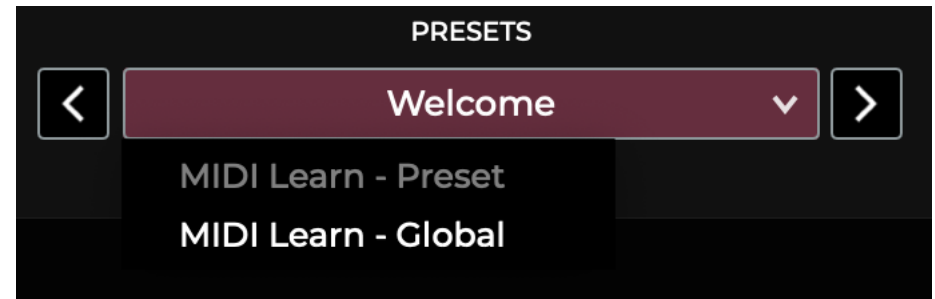 PRESETS
Welcome
MIDI Learn - Preset
MIDI Learn - Global